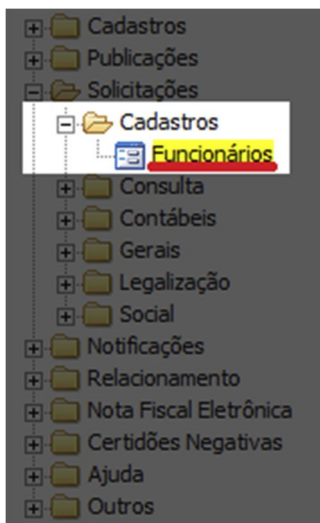 Cadastros
Publicações
Solicitações
Cadastros
Funcionários
Consulta
Contábeis
Gerais
Legalização
Social
Notificações
Relacionamento
Nota Fiscal Eletrônica
Certidões Negativas
Ajuda
Outros